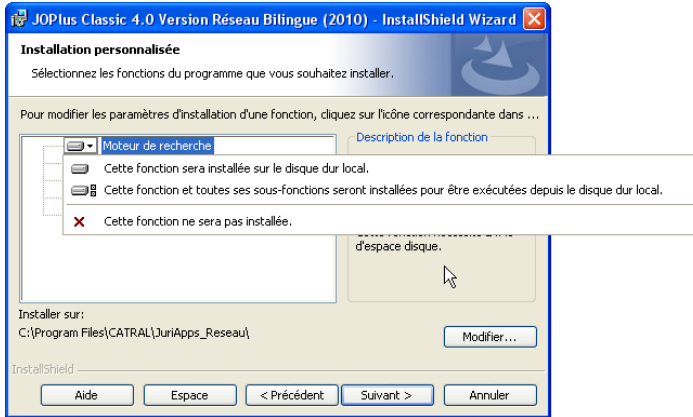 JOPlus Classic 4.0 Version Réseau Bilingue (2010) - InstallShield Wizard
Installation personnalisée
Sélectionnez les fonctions du programme que vous souhaitez installer.
Pour modifier les paramètres d'installation d'une fonction, cliquez sur l'icône correspondante dans ...
Moteur de recherche
Description de la fonction
Cette fonction sera installée sur le disque dur local.
Cette fonction et toutes ses sous-fonctions seront installées pour être exécutées depuis le disque dur local.
Cette fonction ne sera pas installée.
d'espace disque.
Installer sur:
C:\Program Files\CATRAL\JuriApps_Reseau\
Modifier...
InstallShield
Aide
Espace
< Précédent
Suivant >
Annuler